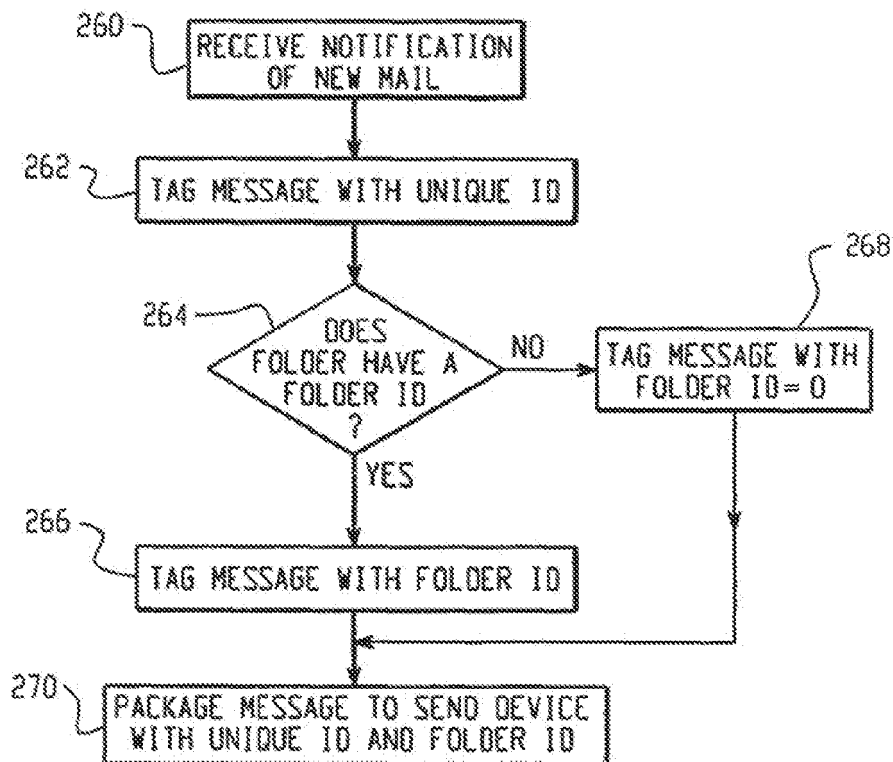 260
RECEIVE NOTIFICATION
OF NEW MAIL
262
TAG MESSAGE WITH UNIQUE ID
264
DOES
FOLDER HAVE A
FOLDER ID
?
NO
268
TAG MESSAGE WITH
FOLDER ID=0
YES
266
TAG MESSAGE WITH FOLDER ID
270
PACKAGE MESSAGE TO SEND DEVICE
WITH UNIQUE ID AND FOLDER ID